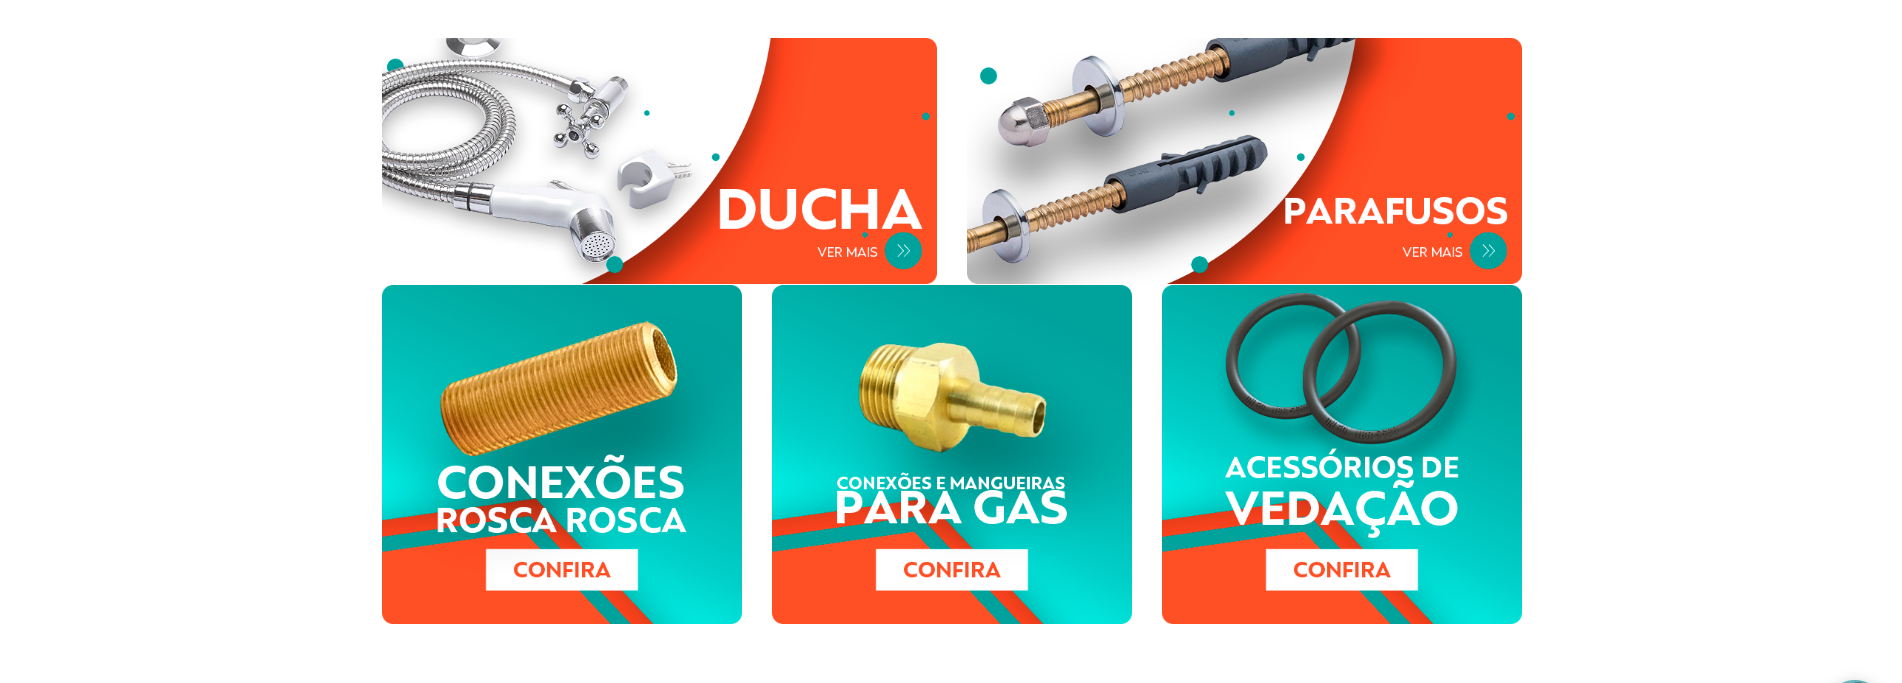 DUCHA
VER MAIS
PARAFUSOS
VER MAIS
CONEXÕES
ROSCA ROSCA
CONFIRA
CONEXÕES E MANGUEIRAS
PARA GÁS
CONFIRA
ACESSÓRIOS DE
VEDAÇÃO
CONFIRA